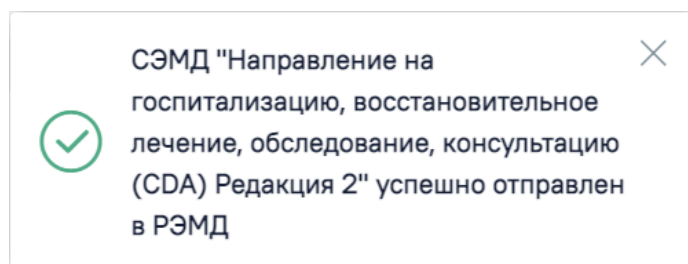 СЭМД "Направление на
госпитализацию, восстановительное
лечение, обследование, консультацию
(CDA) Редакция 2" успешно отправлен
в РЭМД